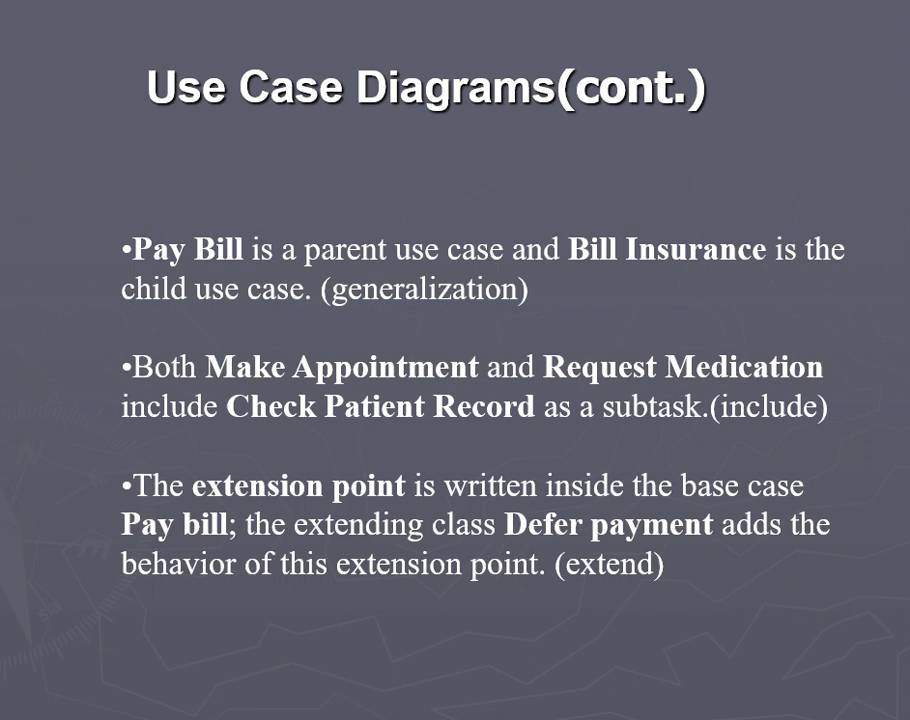 Use Case Diagrams(cont.)
•Pay Bill is a parent use case and Bill Insurance is the
child use case. (generalization)
•Both Make Appointment and Request Medication
include Check Patient Record as a subtask.(include)
•The extension point is written inside the base case
Pay bill; the extending class Defer payment adds the
behavior of this extension point. (extend)